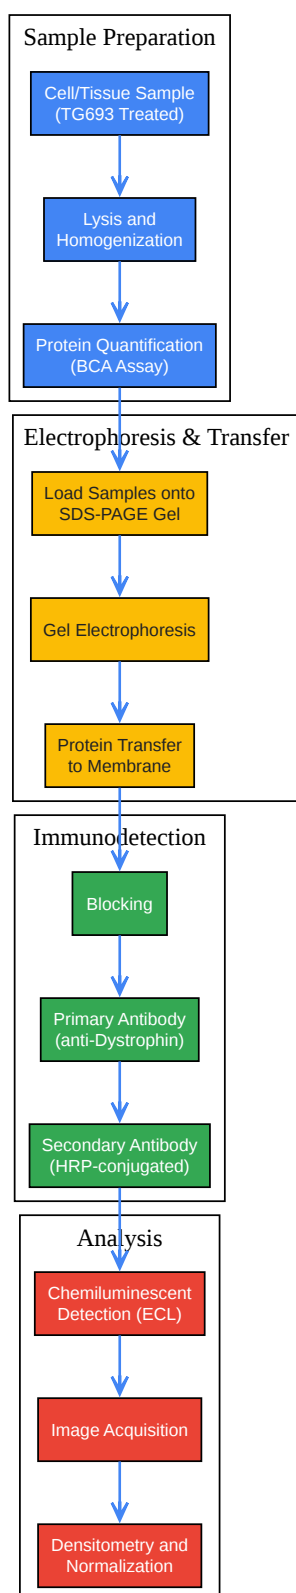 Sample Preparation
Cell/Tissue Sample
(TG693 Treated)
Lysis and
Homogenization
Protein Quantification
(BCA Assay)
Electrophoresis & Transfer
Load Samples onto
SDS-PAGE Gel
Gel Electrophoresis
Protein Transfer
to Membrane
Immunodetection
Blocking
Primary Antibody
(anti-Dystrophin)
Secondary Antibody
(HRP-conjugated)
Analysis
Chemiluminescent
Detection (ECL)
Image Acquisition
Densitometry and
Normalization